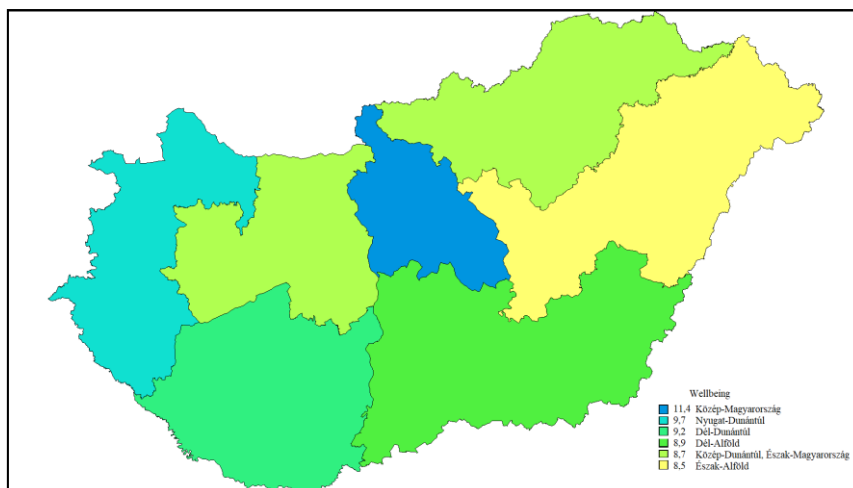 Wellbeing
11,4 Közép-Magyarország
9,7 Nyugat-Dunántúl
9,2 Dél-Dunántúl
8,9 Dél-Alföld
8,7 Közép-Dunántúl, Észak-Magyarország
8,5 Észak-Alföld